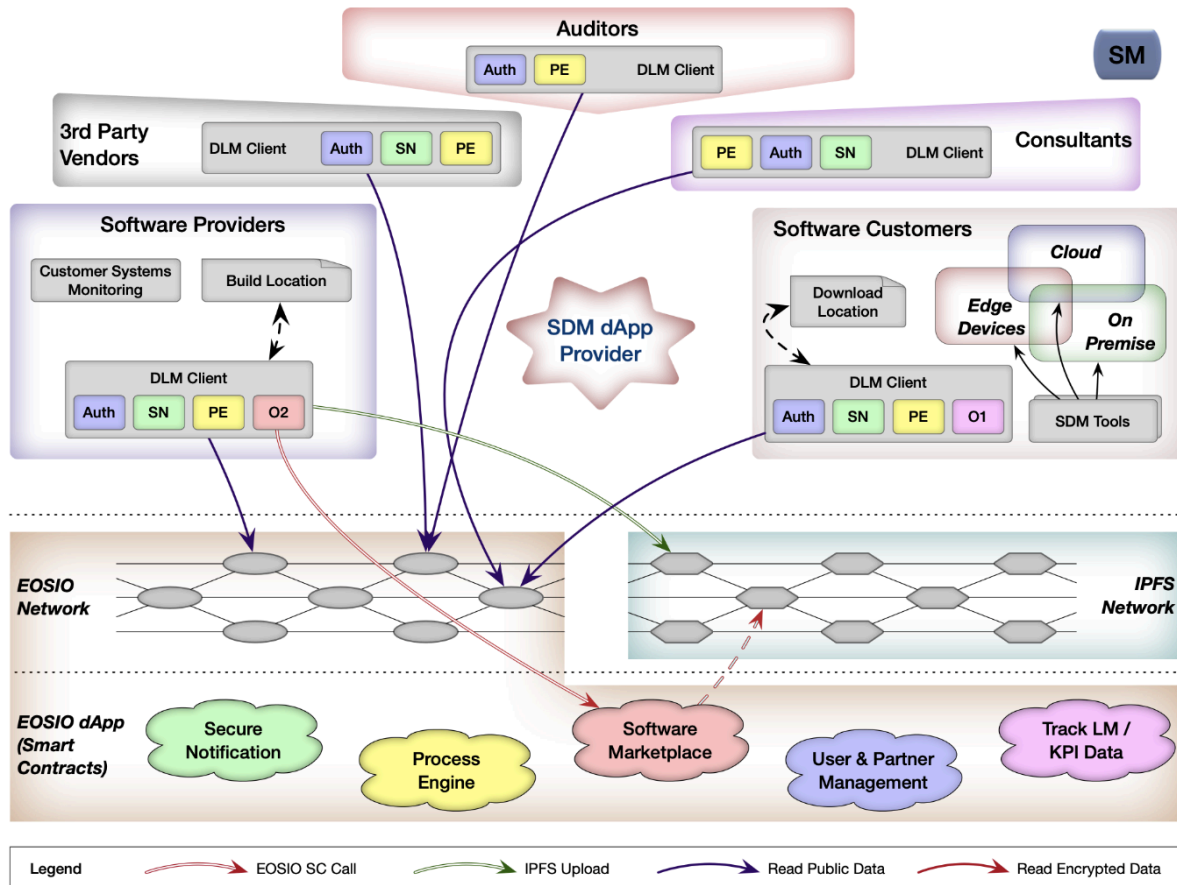 Auditors
Auth
PE
DLM Client
SM
3rd Party
Vendors
DLM Client
Auth
SN
PE
PE
Auth
SN
DLM Client
Consultants
Software Providers
Customer Systems
Monitoring
Build Location
DLM Client
Auth
SN
PE
O2
SDM dApp
Provider
Software Customers
Download
Location
Cloud
Edge
Devices
On
Premise
DLM Client
Auth
SN
PE
O1
SDM Tools
EOSIO
Network
IPFS
Network
EOSIO dApp
(Smart
Contracts)
Secure
Notification
Process
Engine
Software
Marketplace
User & Partner
Management
Track LM /
KPI Data
Legend
EOSIO SC Call
IPFS Upload
Read Public Data
Read Encrypted Data